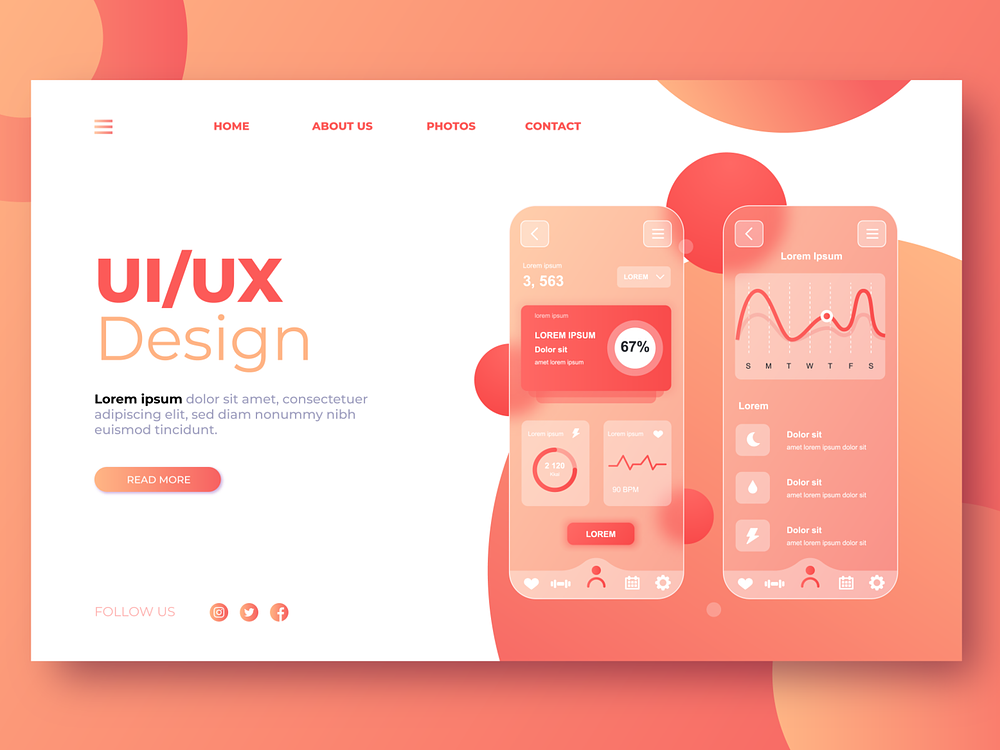 HOME ABOUT US PHOTOS CONTACT
UI/UX
Design
Lorem ipsum dolor sit amet, consectetuer
adipiscing elit, sed diam nonummy nibh
euismod tincidunt.
READ MORE
FOLLOW US
Lorem ipsum
3, 563
LOREM
lorem ipsum
LOREM IPSUM
Dolor sit
amet lorem ipsum
67%
Lorem ipsum
2 120
Lorem ipsum
90 BPM
LOREM
Lorem Ipsum
S M T W T F S
Lorem
Dolor sit
amet lorem ipsum dolor sit
Dolor sit
amet lorem ipsum dolor sit
Dolor sit
amet lorem ipsum dolor sit